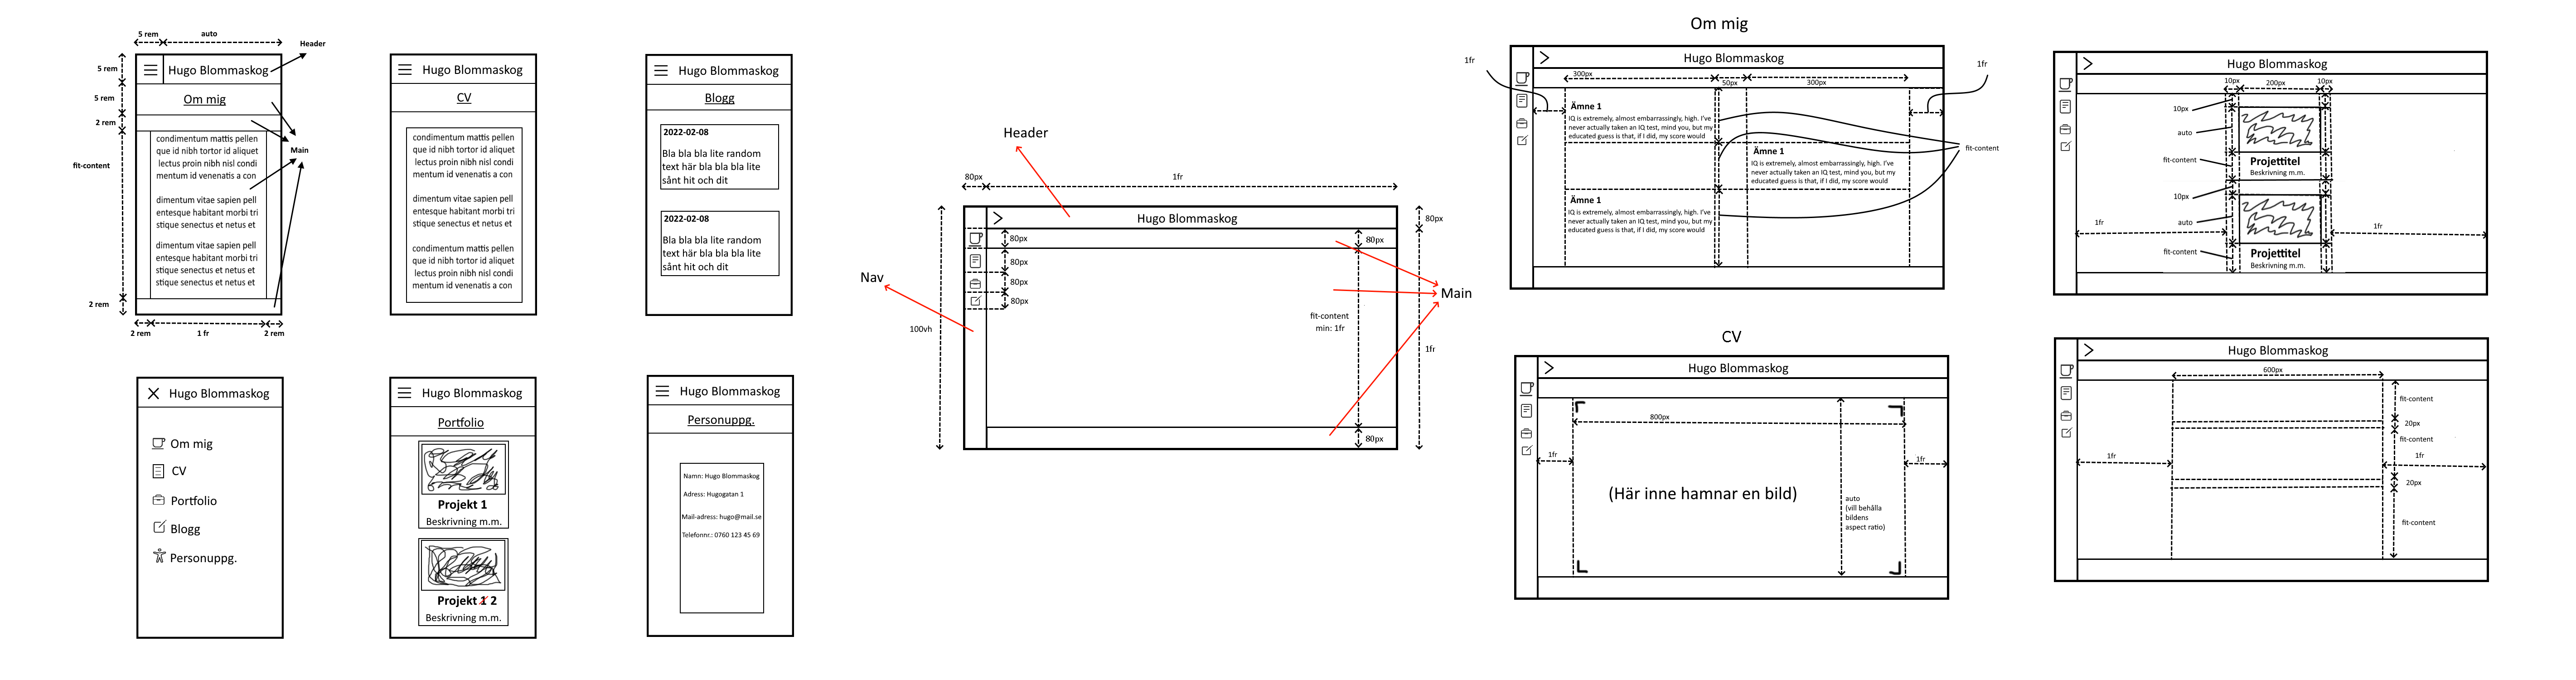 5 rem
auto
Header
5 rem
Hugo Blommaskog
5 rem
Om mig
2 rem
Main
fit-content
condimentum mattis pellen
que id nibh tortor id aliquet
lectus proin nibh nisl condi
mentum id venenatis a con
dimentum vitae sapien pell
entesque habitant morbi tri
stique senectus et netus et
dimentum vitae sapien pell
entesque habitant morbi tri
stique senectus et netus et
2 rem
2 rem
1 fr
2 rem
Hugo Blommaskog
CV
condimentum mattis pellen
que id nibh tortor id aliquet
lectus proin nibh nisl condi
mentum id venenatis a con
dimentum vitae sapien pell
entesque habitant morbi tri
stique senectus et netus et
condimentum mattis pellen
que id nibh tortor id aliquet
lectus proin nibh nisl condi
mentum id venenatis a con
Hugo Blommaskog
Blogg
2022-02-08
Bla bla bla lite random
text här bla bla bla lite
sånt hit och dit
2022-02-08
Bla bla bla lite random
text här bla bla bla lite
sånt hit och dit
Hugo Blommaskog
Om mig
CV
Portfolio
Blogg
Personuppg.
Hugo Blommaskog
Portfolio
Projekt 1
Beskrivning m.m.
Projekt 1 2
Beskrivning m.m.
Hugo Blommaskog
Personuppg.
Namn: Hugo Blommaskog
Adress: Hugogatan 1
Mail-adress: hugo@mail.se
Telefonnr.: 0760 123 45 69
Header
80px
1fr
Hugo Blommaskog
80px
80px
80px
80px
80px
80px
Nav
Main
100vh
fit-content
min: 1fr
1fr
80px
Om mig
Hugo Blommaskog
1fr
1fr
300px
50px
300px
Ämne 1
IQ is extremely, almost embarrassingly, high. I've
never actually taken an IQ test, mind you, but my
educated guess is that, if I did, my score would
fit-content
Ämne 1
IQ is extremely, almost embarrassingly, high. I've
never actually taken an IQ test, mind you, but my
educated guess is that, if I did, my score would
Ämne 1
IQ is extremely, almost embarrassingly, high. I've
never actually taken an IQ test, mind you, but my
educated guess is that, if I did, my score would
CV
Hugo Blommaskog
800px
1fr
1fr
(Här inne hamnar en bild)
auto
(vill behålla
bildens
aspect ratio)
Hugo Blommaskog
10px
200px
10px
10px
auto
fit-content
Projettitel
Beskrivning m.m.
10px
auto
1fr
1fr
fit-content
Projettitel
Beskrivning m.m.
Hugo Blommaskog
600px
fit-content
20px
fit-content
1fr
1fr
20px
fit-content